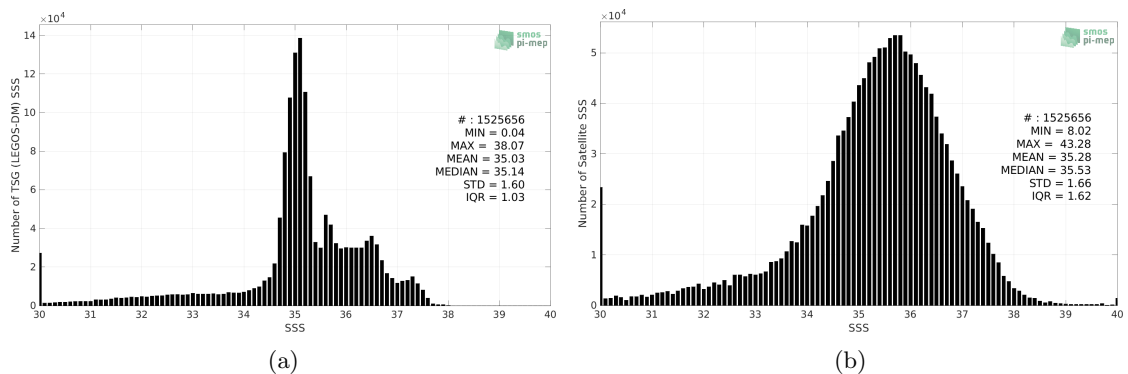 ×10⁴
smos
pi-mep
14
12
10
8
6
4
2
0
Number of TSG (LEGOS-DM) SSS
# : 1525656
MIN = 0.04
MAX = 38.07
MEAN = 35.03
MEDIAN = 35.14
STD = 1.60
IQR = 1.03
30 31 32 33 34 35 36 37 38 39 40
SSS
(a)
×10⁴
smos
pi-mep
5
4
3
2
1
0
Number of Satellite SSS
# : 1525656
MIN = 8.02
MAX = 43.28
MEAN = 35.28
MEDIAN = 35.53
STD = 1.66
IQR = 1.62
30 31 32 33 34 35 36 37 38 39 40
SSS
(b)